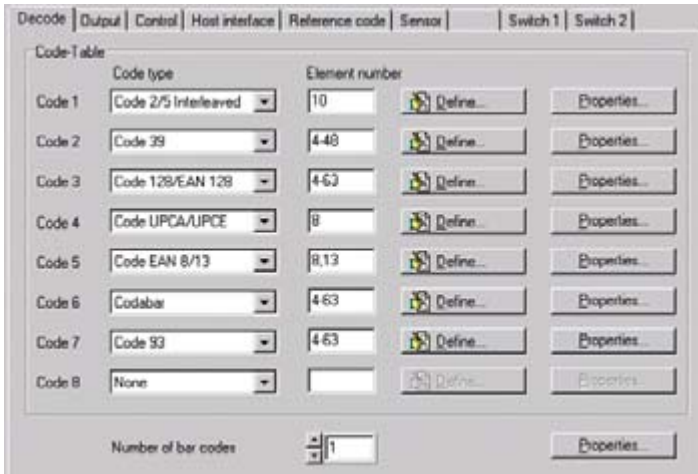 Decode Output Control Host interface Reference code Sensor Switch 1 Switch 2
Code-Table
Code type Element number
Code 1 Code 2/5 Interleaved 10 Define... Properties...
Code 2 Code 39 4-48 Define... Properties...
Code 3 Code 128/EAN 128 4-63 Define... Properties...
Code 4 Code UPCA/UPCE 8 Define... Properties...
Code 5 Code EAN 8/13 8,13 Define... Properties...
Code 6 Codabar 4-63 Define... Properties...
Code 7 Code 93 4-63 Define... Properties...
Code 8 None Define... Properties...
Number of bar codes 1 Properties...